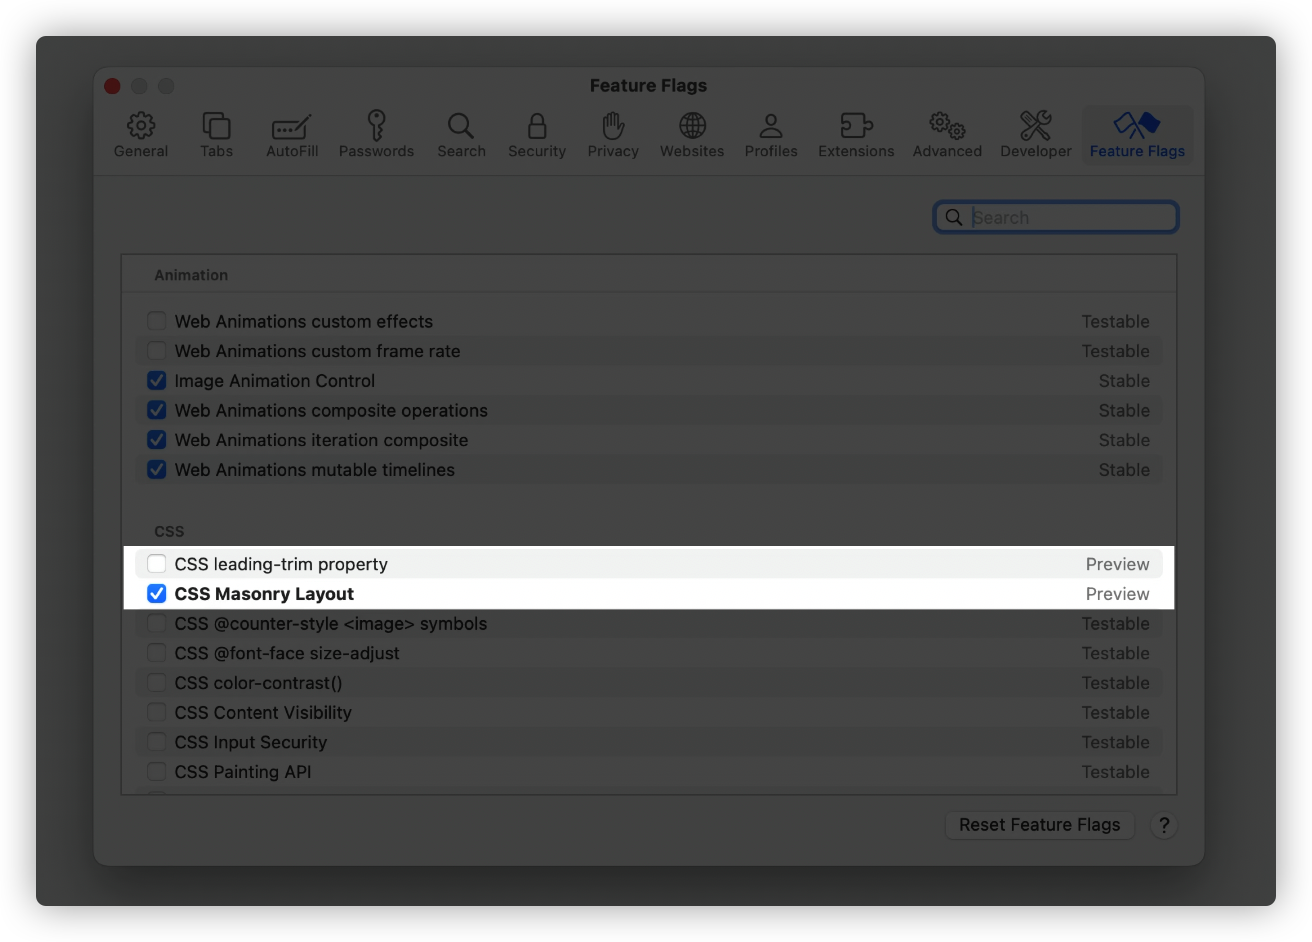 Feature Flags
General
Tabs
AutoFill
Passwords
Search
Security
Privacy
Websites
Profiles
Extensions
Advanced
Developer
Feature Flags
Search
Animation
Web Animations custom effects Testable
Web Animations custom frame rate Testable
Image Animation Control Stable
Web Animations composite operations Stable
Web Animations iteration composite Stable
Web Animations mutable timelines Stable
CSS
CSS leading-trim property Preview
CSS Masonry Layout Preview
CSS @counter-style <image> symbols Testable
CSS @font-face size-adjust Testable
CSS color-contrast() Testable
CSS Content Visibility Testable
CSS Input Security Testable
CSS Painting API Testable
Reset Feature Flags ?